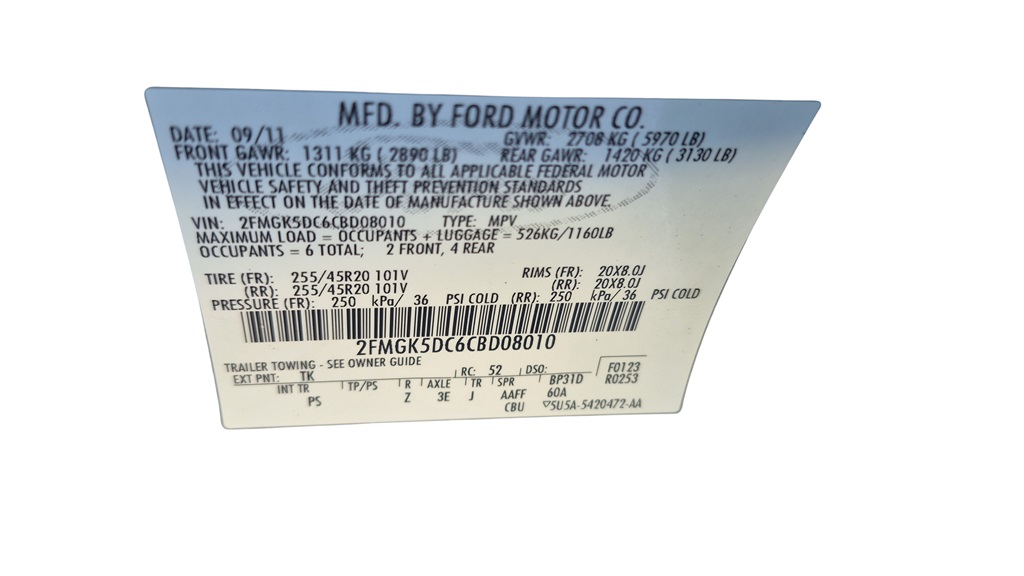 MFD. BY FORD MOTOR CO.
DATE: 09/11 GVWR: 2708 KG ( 5970 LB)
FRONT GAWR: 1311 KG ( 2890 LB) REAR GAWR: 1420 KG ( 3130 LB)
THIS VEHICLE CONFORMS TO ALL APPLICABLE FEDERAL MOTOR
VEHICLE SAFETY AND THEFT PREVENTION STANDARDS
IN EFFECT ON THE DATE OF MANUFACTURE SHOWN ABOVE.
VIN: 2FMGK5DC6CBD08010 TYPE: MPV
MAXIMUM LOAD = OCCUPANTS + LUGGAGE = 526KG/1160LB
OCCUPANTS = 6 TOTAL; 2 FRONT, 4 REAR
TIRE (FR): 255/45R20 101V RIMS (FR): 20X8.0J
(RR): 255/45R20 101V (RR): 20X8.0J
PRESSURE (FR): 250 kPa/ 36 PSI COLD (RR): 250 kPa/ 36 PSI COLD
2FMGK5DC6CBD08010
TRAILER TOWING - SEE OWNER GUIDE
EXT PNT: TK RC: 52 DSO: F0123
INT TR TP/PS R AXLE TR SPR BP31D R0253
PS Z 3E J AAFF 60A
CBU ▽5U5A-5420472-AA